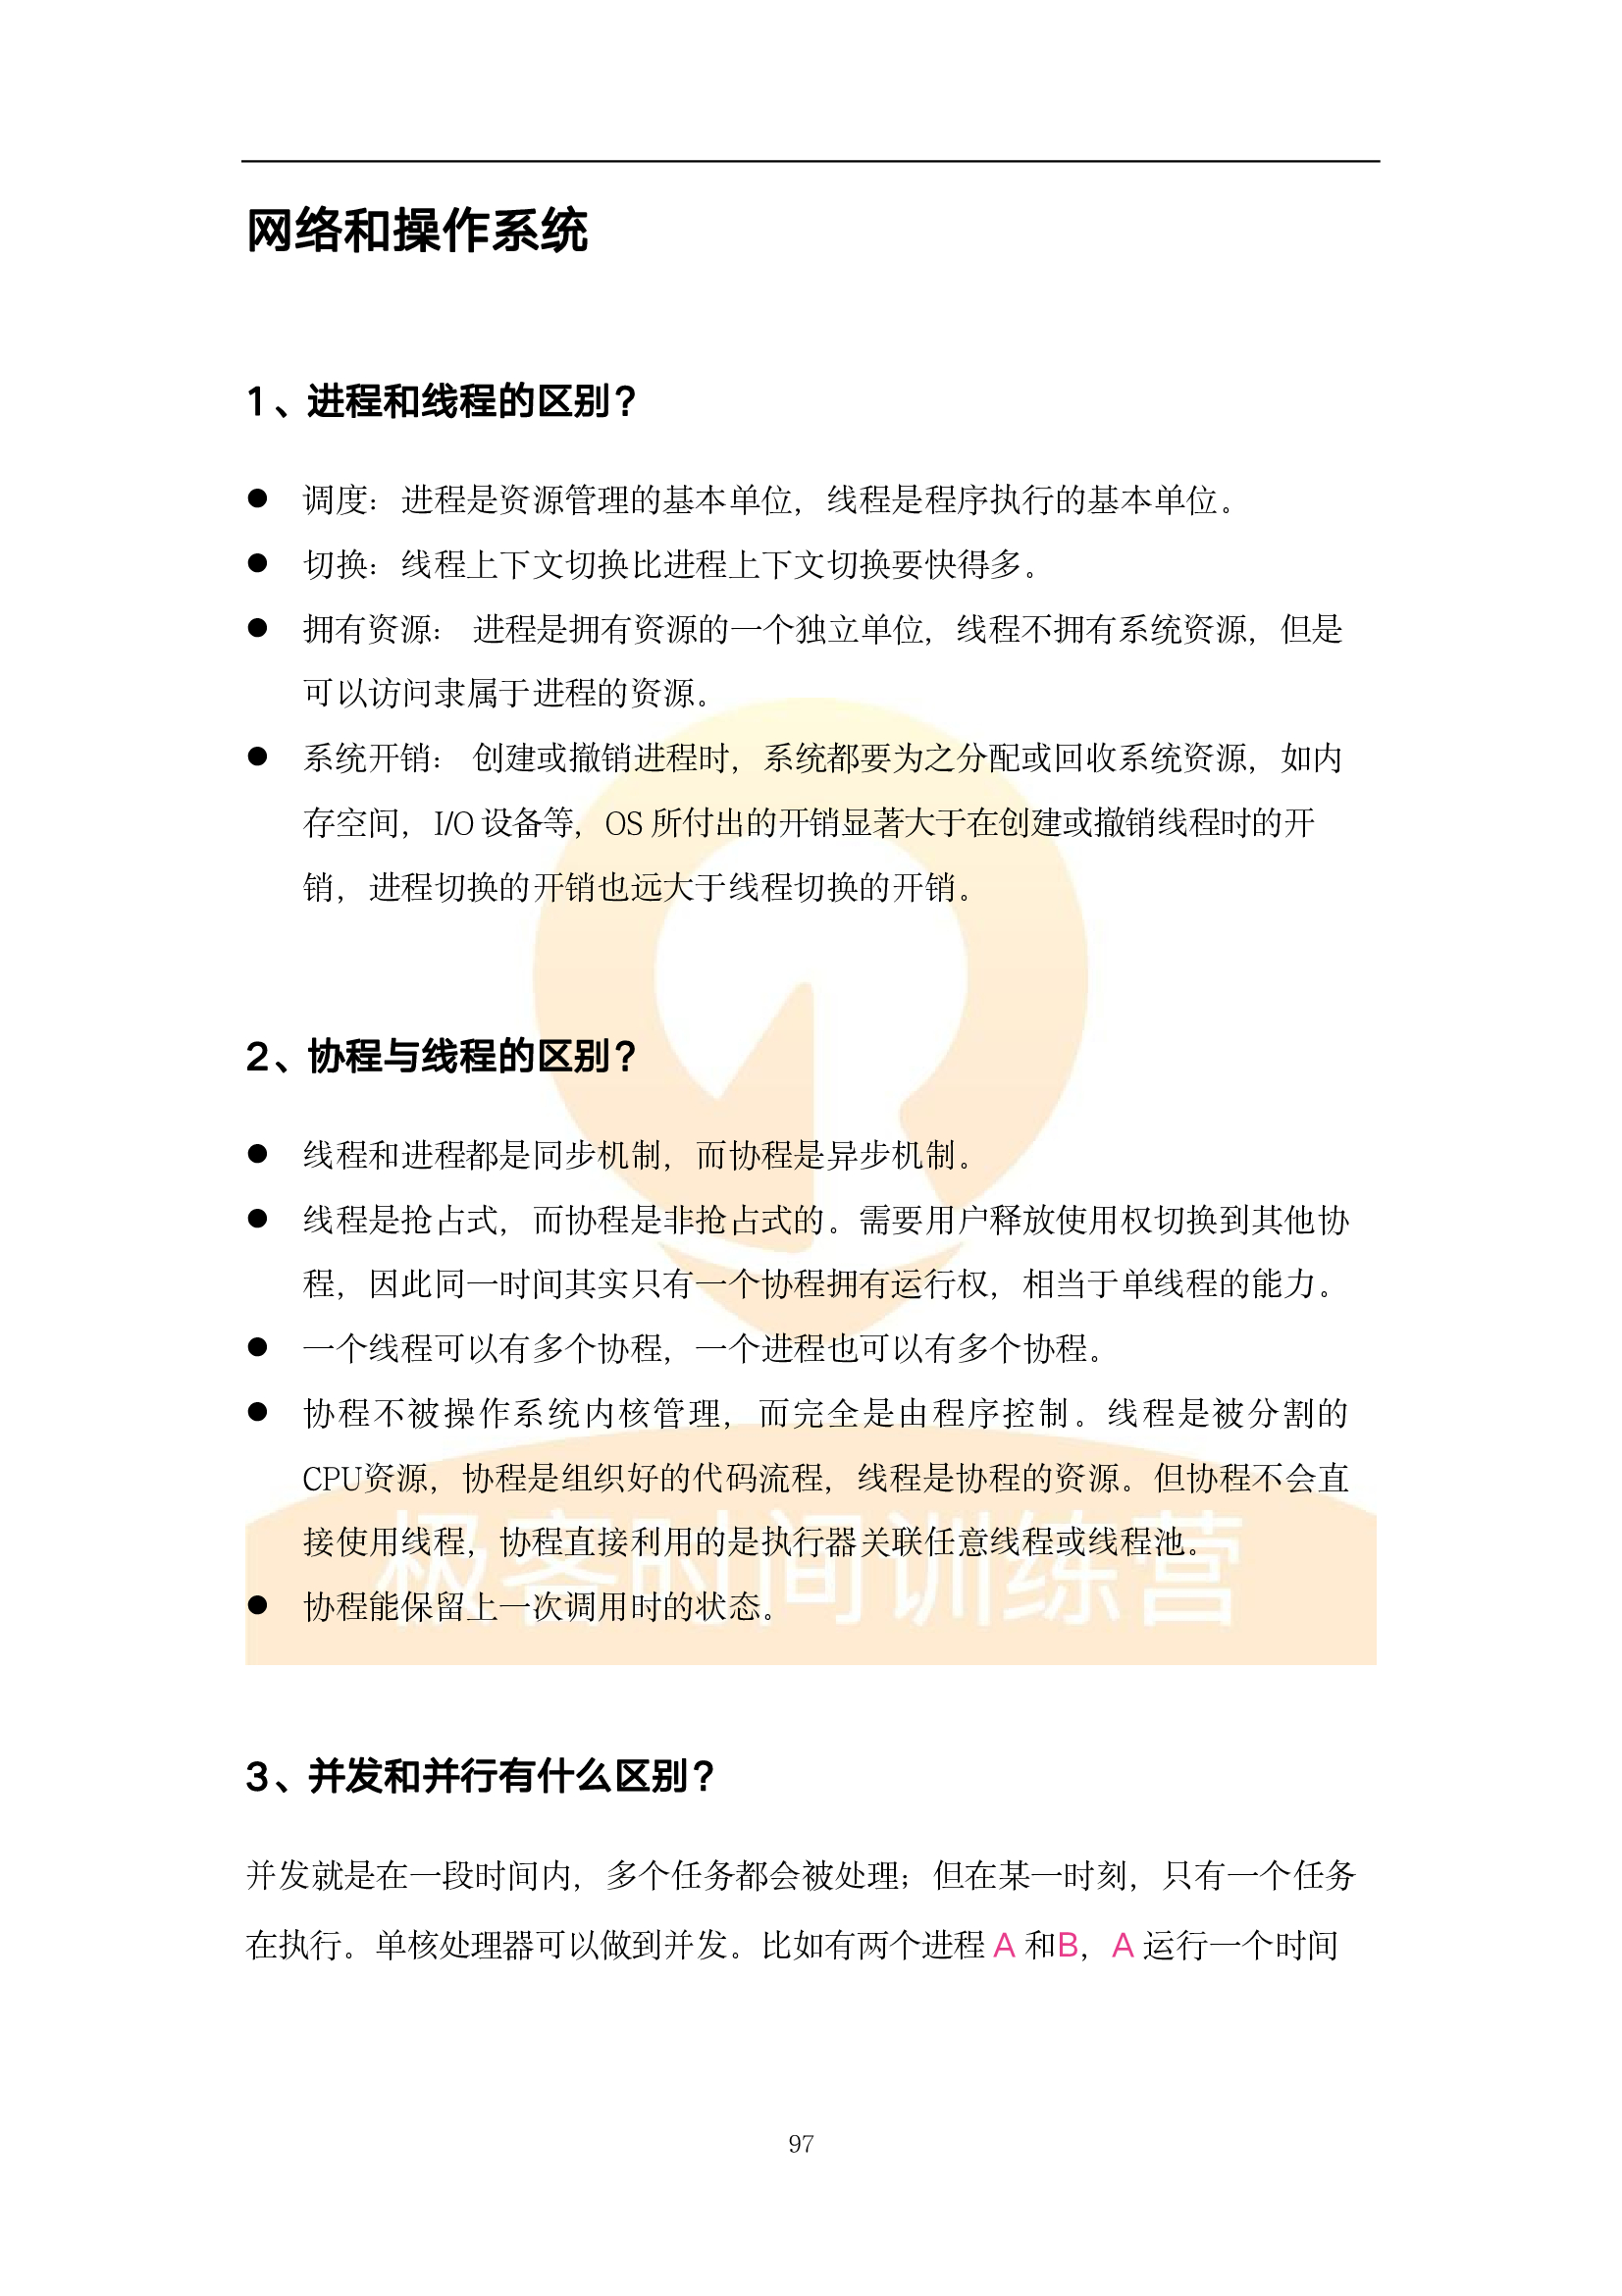 网络和操作系统
1、进程和线程的区别？
● 调度：进程是资源管理的基本单位，线程是程序执行的基本单位。
● 切换：线程上下文切换比进程上下文切换要快得多。
● 拥有资源： 进程是拥有资源的一个独立单位，线程不拥有系统资源，但是
可以访问隶属于进程的资源。
● 系统开销： 创建或撤销进程时，系统都要为之分配或回收系统资源，如内
存空间，I/O 设备等，OS 所付出的开销显著大于在创建或撤销线程时的开
销，进程切换的开销也远大于线程切换的开销。
2、协程与线程的区别？
● 线程和进程都是同步机制，而协程是异步机制。
● 线程是抢占式，而协程是非抢占式的。需要用户释放使用权切换到其他协
程，因此同一时间其实只有一个协程拥有运行权，相当于单线程的能力。
● 一个线程可以有多个协程，一个进程也可以有多个协程。
● 协程不被操作系统内核管理，而完全是由程序控制。线程是被分割的
CPU资源，协程是组织好的代码流程，线程是协程的资源。但协程不会直
接使用线程，协程直接利用的是执行器关联任意线程或线程池。
● 协程能保留上一次调用时的状态。
极客时间训练营
3、并发和并行有什么区别？
并发就是在一段时间内，多个任务都会被处理；但在某一时刻，只有一个任务
在执行。单核处理器可以做到并发。比如有两个进程 A 和B，A 运行一个时间
97